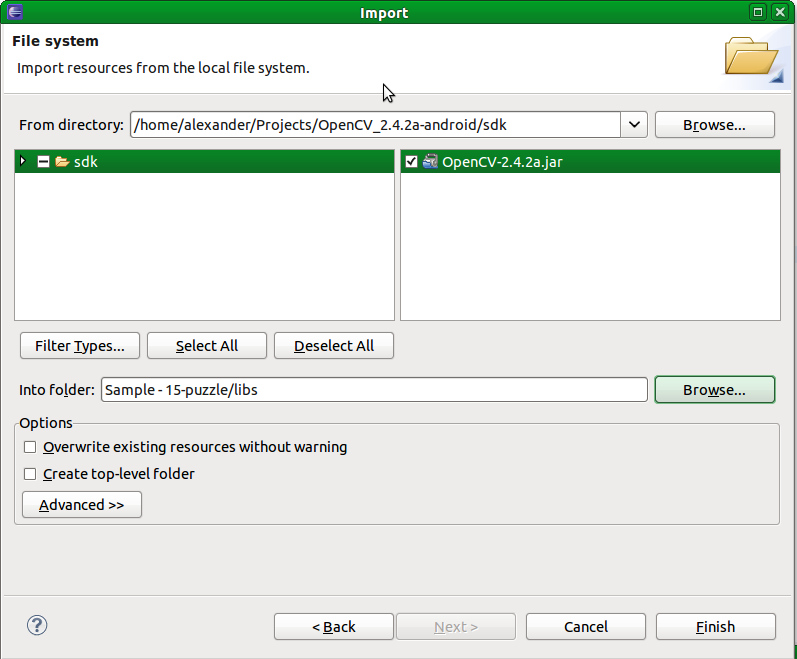 Import
File system
Import resources from the local file system.
From directory: /home/alexander/Projects/OpenCV_2.4.2a-android/sdk Browse...
sdk OpenCV-2.4.2a.jar
Filter Types... Select All Deselect All
Into folder: Sample - 15-puzzle/libs Browse...
Options
Overwrite existing resources without warning
Create top-level folder
Advanced >>
? < Back Next > Cancel Finish